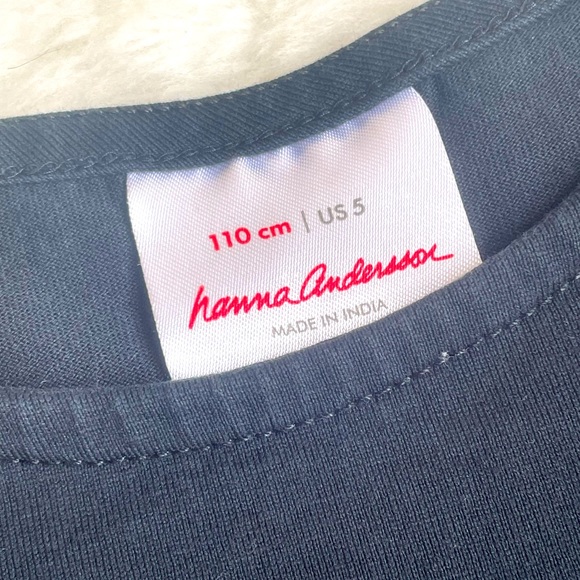 110 cm | US 5
hanna Andersson
MADE IN INDIA